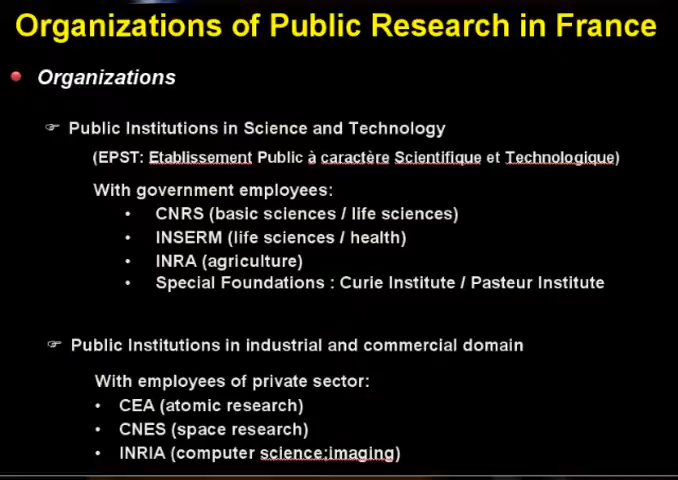 Organizations of Public Research in France
Organizations
Public Institutions in Science and Technology
(EPST: Etablissement Public à caractère Scientifique et Technologique)
With government employees:
• CNRS (basic sciences / life sciences)
• INSERM (life sciences / health)
• INRA (agriculture)
• Special Foundations : Curie Institute / Pasteur Institute
Public Institutions in industrial and commercial domain
With employees of private sector:
• CEA (atomic research)
• CNES (space research)
• INRIA (computer science;imaging)